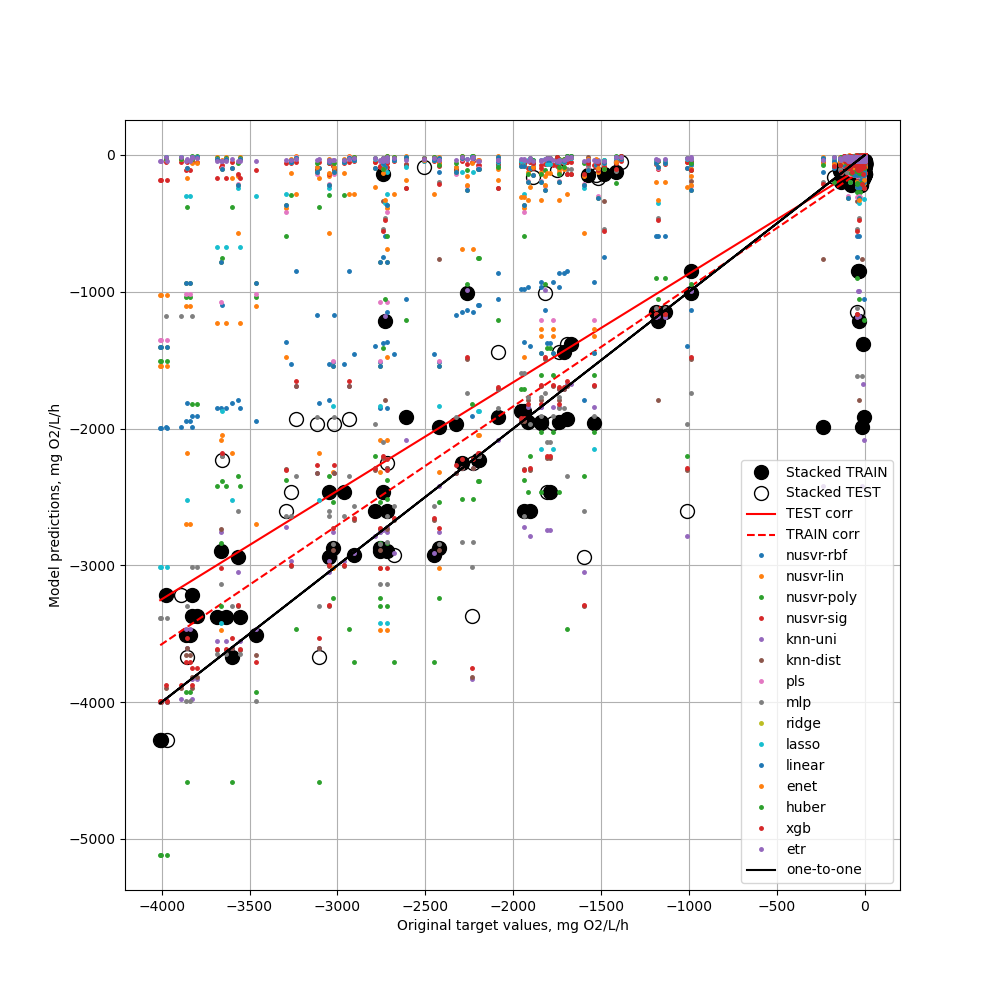 0
−1000
−2000
−3000
−4000
−5000
Model predictions, mg O2/L/h
−4000 −3500 −3000 −2500 −2000 −1500 −1000 −500 0
Original target values, mg O2/L/h
Stacked TRAIN
Stacked TEST
TEST corr
TRAIN corr
nusvr-rbf
nusvr-lin
nusvr-poly
nusvr-sig
knn-uni
knn-dist
pls
mlp
ridge
lasso
linear
enet
huber
xgb
etr
one-to-one